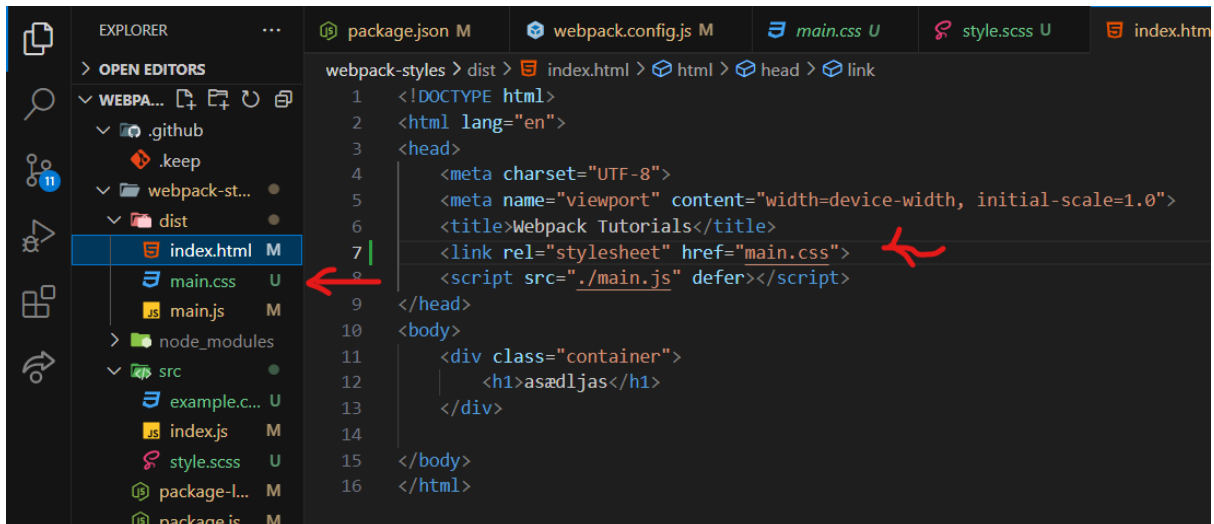 EXPLORER ...
OPEN EDITORS
WEBPA...
.github
.keep
webpack-st...
dist
index.html M
main.css U
main.js M
node_modules
src
example.c... U
index.js M
style.scss U
package-l... M
package.js M
11
package.json M webpack.config.js M main.css U style.scss U index.htm
webpack-styles > dist > index.html > html > head > link
1 <!DOCTYPE html>
2 <html lang="en">
3 <head>
4 <meta charset="UTF-8">
5 <meta name="viewport" content="width=device-width, initial-scale=1.0">
6 <title>Webpack Tutorials</title>
7 <link rel="stylesheet" href="main.css">
8 <script src="./main.js" defer></script>
9 </head>
10 <body>
11 <div class="container">
12 <h1>asædljas</h1>
13 </div>
14
15 </body>
16 </html>